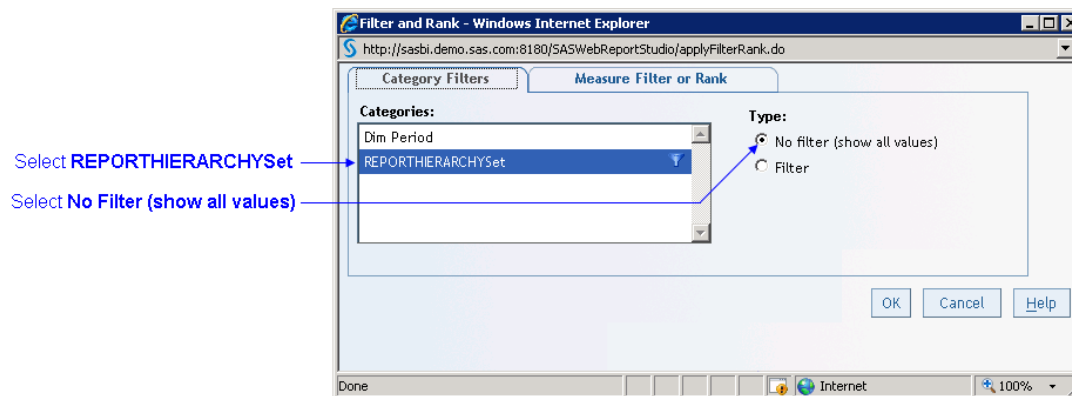 Filter and Rank - Windows Internet Explorer
http://sasbi.demo.sas.com:8180/SASWebReportStudio/applyFilterRank.do
Category Filters Measure Filter or Rank
Categories:
Type:
Dim Period
No filter (show all values)
Select REPORTHIERARCHYSet
REPORTHIERARCHYSet
Filter
Select No Filter (show all values)
OK Cancel Help
Done Internet 100%